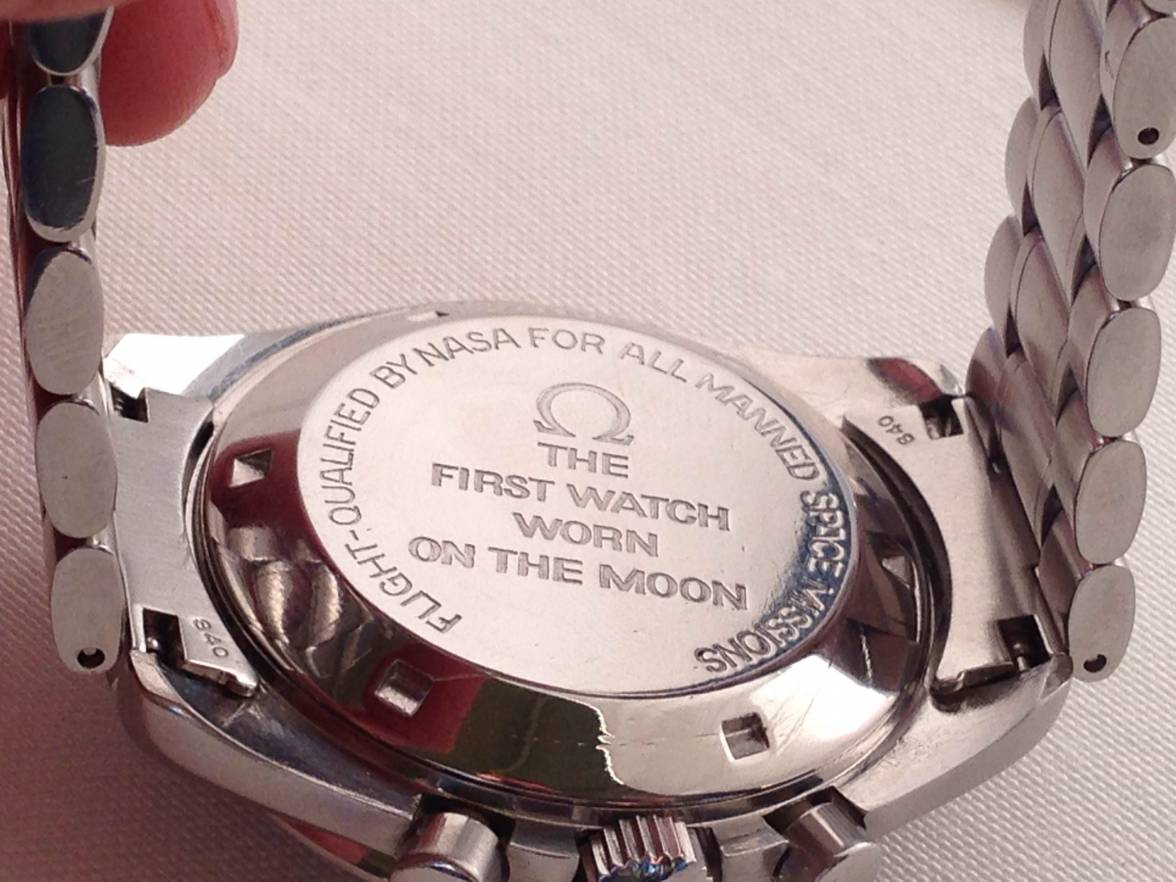 FLIGHT-QUALIFIED BY NASA FOR ALL MANNED SPACE MISSIONS
Ω
THE
FIRST WATCH
WORN
ON THE MOON
840
840